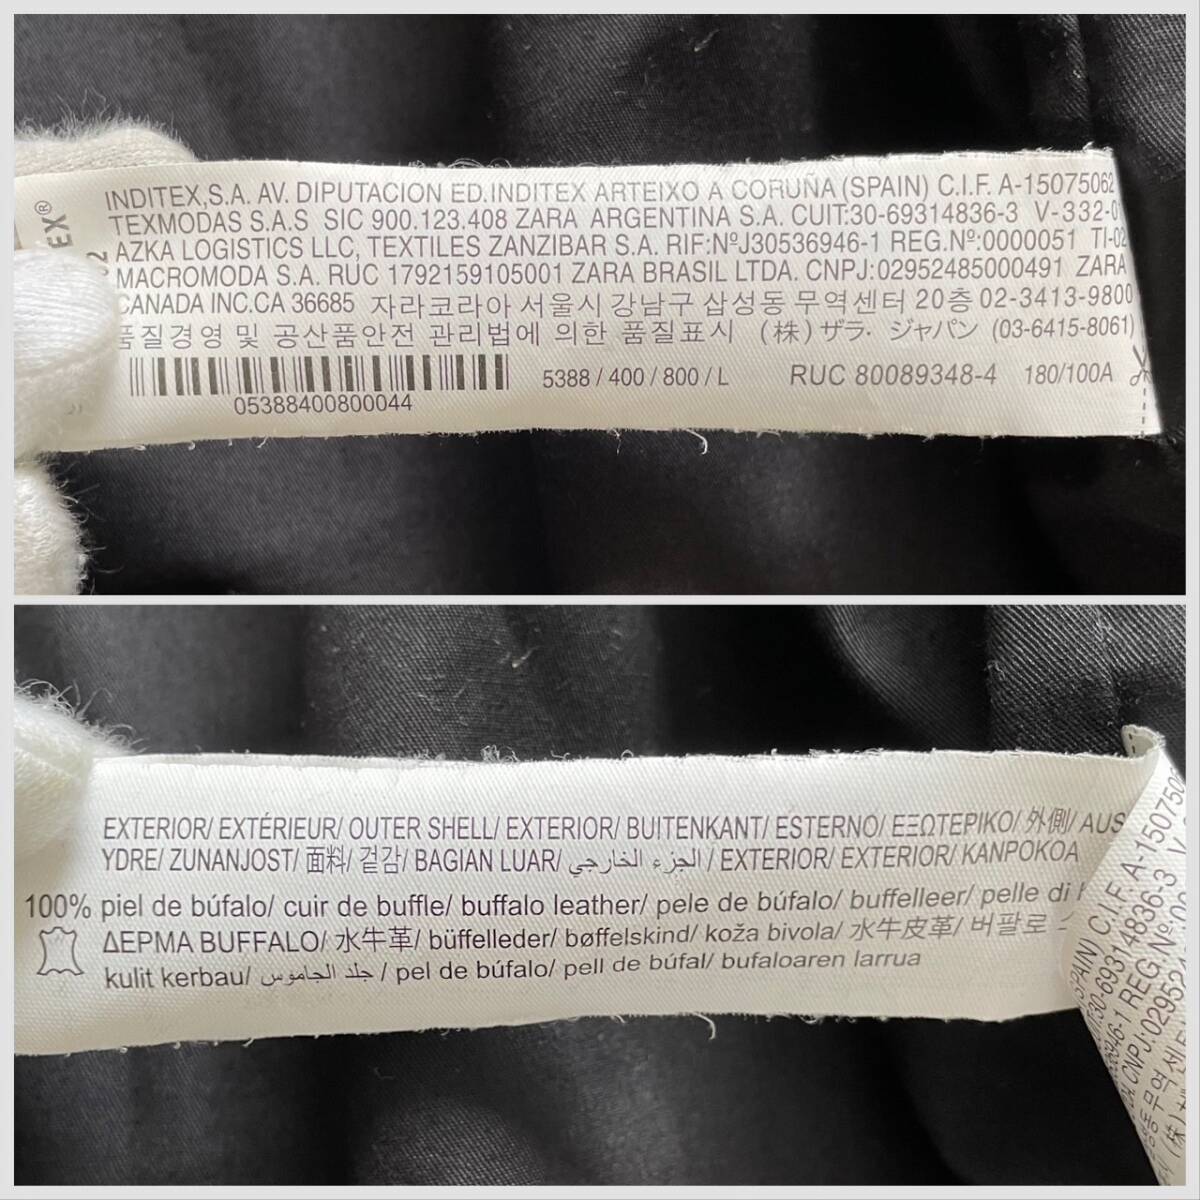 INDITEX,S.A. AV. DIPUTACION ED.INDITEX ARTEIXO A CORUÑA (SPAIN) C.I.F. A-15075062
TEXMODAS S.A.S SIC 900.123.408 ZARA ARGENTINA S.A. CUIT:30-69314836-3 V-332-01
AZKA LOGISTICS LLC, TEXTILES ZANZIBAR S.A. RIF:NºJ30536946-1 REG.Nº:0000051 TI-02
MACROMODA S.A. RUC 1792159105001 ZARA BRASIL LTDA. CNPJ:02952485000491 ZARA
CANADA INC.CA 36685 자라코리아 서울시 강남구 삼성동 무역센터 20층 02-3413-9800
품질경영 및 공산품안전 관리법에 의한 품질표시 (株) ザラ・ジャパン (03-6415-8061)
05388400800044 5388 / 400 / 800 / L RUC 80089348-4 180/100A
EX®
EXTERIOR/ EXTÉRIEUR/ OUTER SHELL/ EXTERIOR/ BUITENKANT/ ESTERNO/ ΕΞΩΤΕΡΙΚΟ/ 外側/ AUS
YDRE/ ZUNANJOST/ 面料/ 겉감/ BAGIAN LUAR/ الجزء الخارجي / EXTERIOR/ EXTERIOR/ KANPOKOA
100% piel de búfalo/ cuir de buffle/ buffalo leather/ pele de búfalo/ buffelleer/ pelle di
ΔΕΡΜΑ BUFFALO/ 水牛革/ büffelleder/ bøffelskind/ koža bivola/ 水牛皮革/ 버팔로
kulit kerbau/ جلد الجاموس / pel de búfalo/ pell de búfal/ bufaloaren larrua